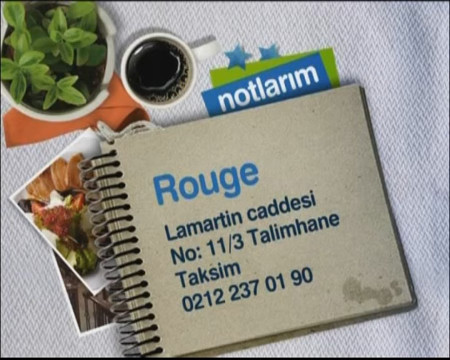 notlarım
Rouge
Lamartin caddesi
No: 11/3 Talimhane
Taksim
0212 237 01 90